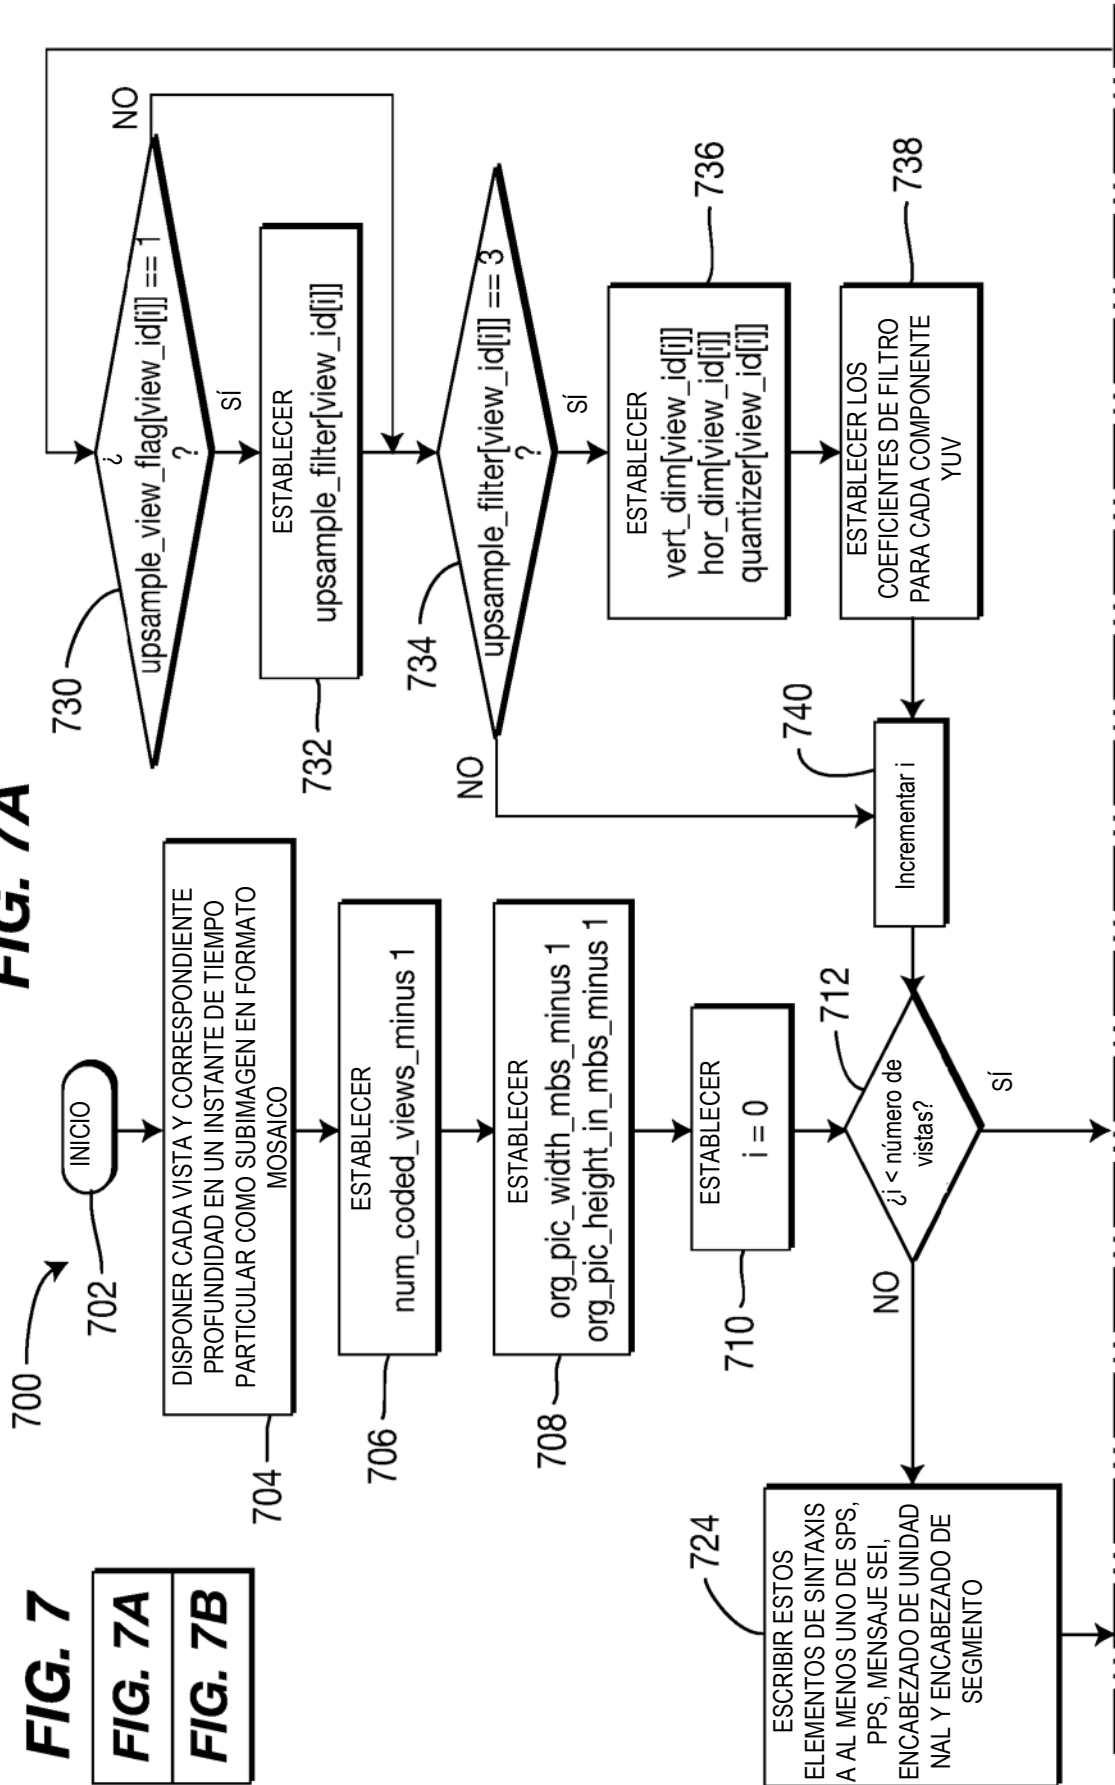 FIG. 7
FIG. 7A
FIG. 7B
FIG. 7A
700
702
INICIO
704
DISPONER CADA VISTA Y CORRESPONDIENTE
PROFUNDIDAD EN UN INSTANTE DE TIEMPO
PARTICULAR COMO SUBIMAGEN EN FORMATO
MOSAICO
706
ESTABLECER
num_coded_views_minus 1
708
ESTABLECER
org_pic_width_mbs_minus 1
org_pic_height_in_mbs_minus 1
710
ESTABLECER
i = 0
712
¿i < número de
vistas?
NO
SÍ
724
ESCRIBIR ESTOS
ELEMENTOS DE SINTAXIS
A AL MENOS UNO DE SPS,
PPS, MENSAJE SEI,
ENCABEZADO DE UNIDAD
NAL Y ENCABEZADO DE
SEGMENTO
730
¿
upsample_view_flag[view_id[i]] == 1
?
NO
SÍ
732
ESTABLECER
upsample_filter[view_id[i]]
734
upsample_filter[view_id[i]] == 3
?
NO
SÍ
736
ESTABLECER
vert_dim[view_id[i]]
hor_dim[view_id[i]]
quantizer[view_id[i]]
738
ESTABLECER LOS
COEFICIENTES DE FILTRO
PARA CADA COMPONENTE
YUV
740
Incrementar i